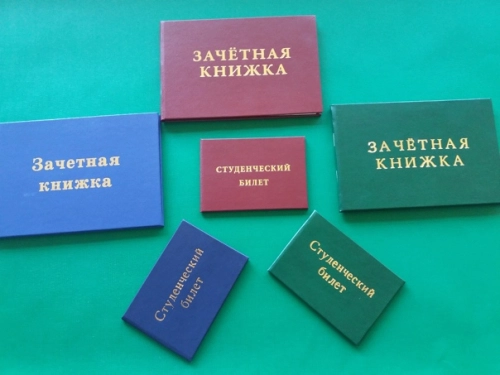 ЗАЧЁТНАЯ
КНИЖКА
Зачетная
книжка
ЗАЧЁТНАЯ
КНИЖКА
СТУДЕНЧЕСКИЙ
БИЛЕТ
Студенческий
билет
Студенческий
билет